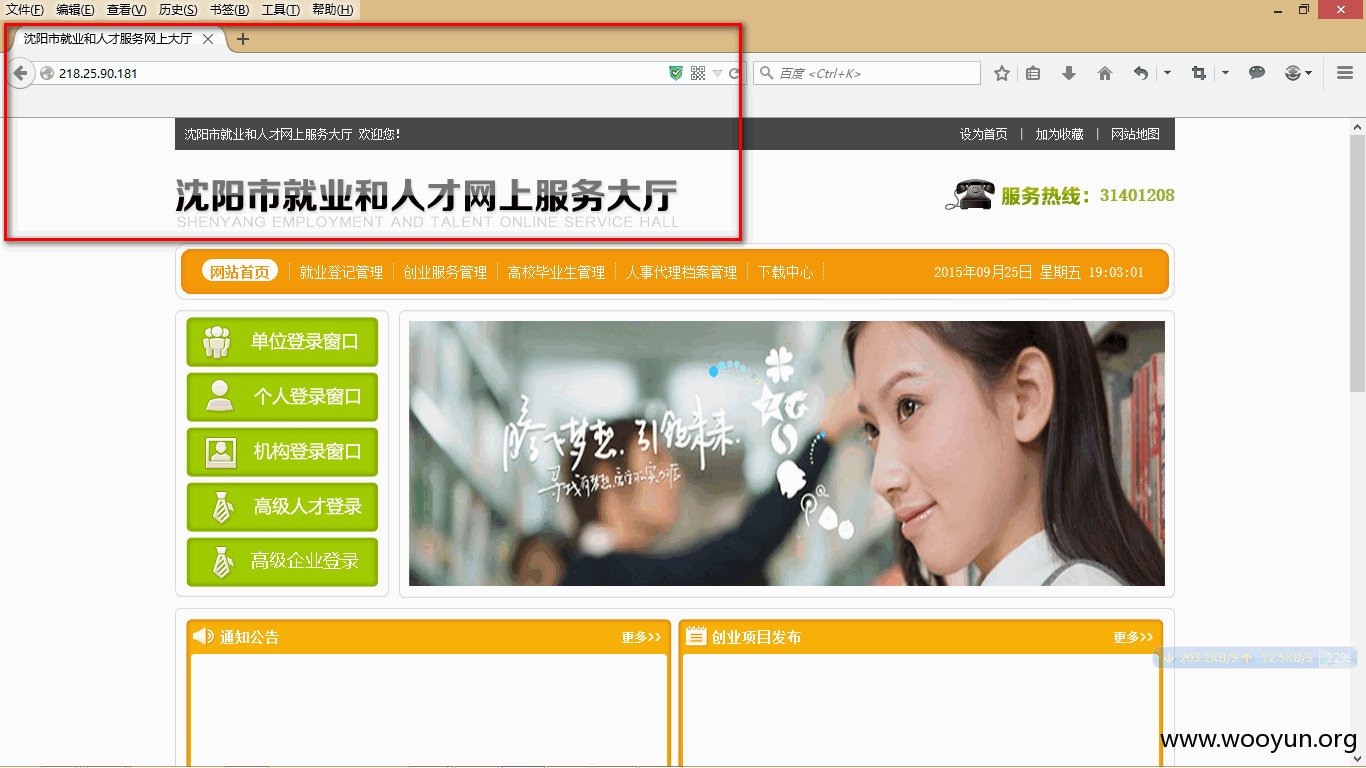 文件(F) 编辑(E) 查看(V) 历史(S) 书签(B) 工具(T) 帮助(H)
沈阳市就业和人才服务网上大厅
218.25.90.181
百度 <Ctrl+K>
沈阳市就业和人才网上服务大厅 欢迎您！
设为首页 | 加为收藏 | 网站地图
沈阳市就业和人才网上服务大厅
SHENYANG EMPLOYMENT AND TALENT ONLINE SERVICE HALL
服务热线：31401208
网站首页 就业登记管理 创业服务管理 高校毕业生管理 人事代理档案管理 下载中心
2015年09月25日 星期五 19:03:01
单位登录窗口
个人登录窗口
机构登录窗口
高级人才登录
高级企业登录
腾飞梦想.引领未来.
通知公告 更多>>
创业项目发布 更多>>
203.1KB/S 12.5KB/S 22%
www.wooyun.org